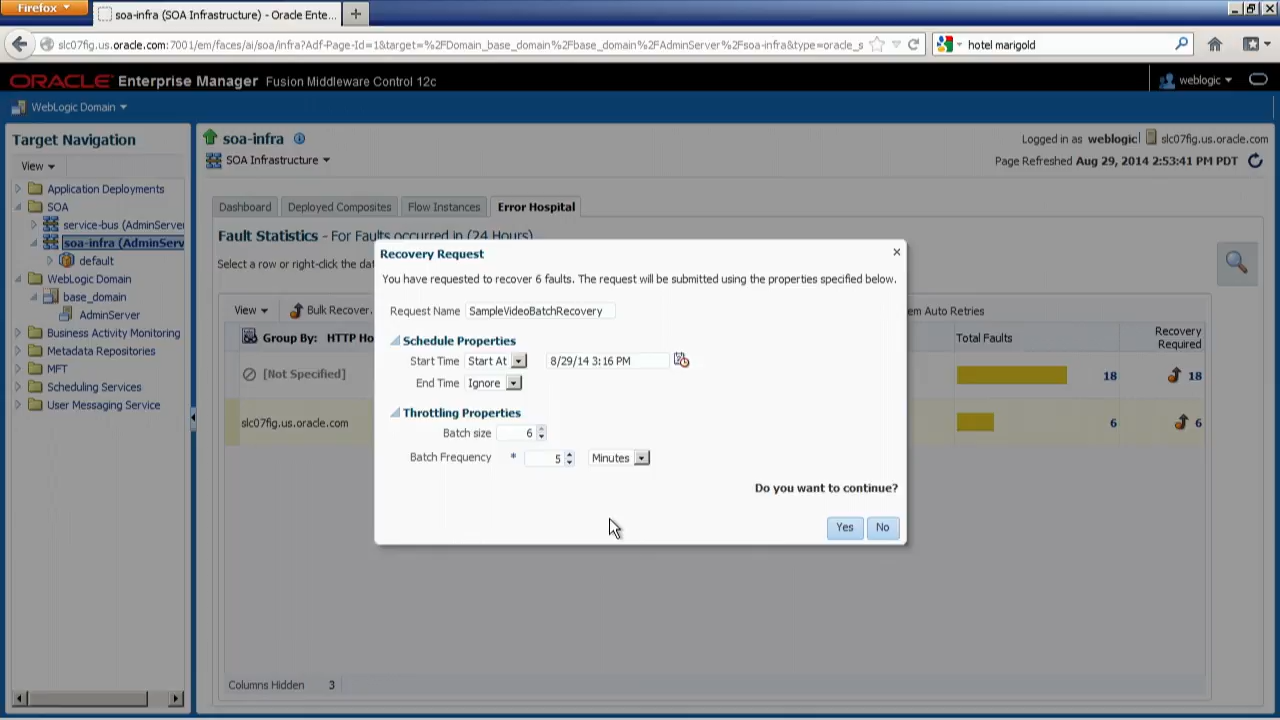 Firefox
soa-infra (SOA Infrastructure) - Oracle Ente...
slc07fig.us.oracle.com:7001/em/faces/ai/soa/infra?Adf-Page-Id=1&target=%2FDomain_base_domain%2Fbase_domain%2FAdminServer%2Fsoa-infra&type=oracle_s
hotel marigold
ORACLE Enterprise Manager Fusion Middleware Control 12c
weblogic
WebLogic Domain
Target Navigation
View
Application Deployments
SOA
service-bus (AdminServer
soa-infra (AdminServ
default
WebLogic Domain
base_domain
AdminServer
Business Activity Monitoring
Metadata Repositories
MFT
Scheduling Services
User Messaging Service
soa-infra
Logged in as weblogic
slc07fig.us.oracle.com
SOA Infrastructure
Page Refreshed Aug 29, 2014 2:53:41 PM PDT
Dashboard
Deployed Composites
Flow Instances
Error Hospital
Fault Statistics - For Faults occurred in (24 Hours)
Select a row or right-click the dat
View
Bulk Recover.
em Auto Retries
Group By: HTTP Ho
Total Faults
Recovery
Required
[Not Specified]
18
18
slc07fig.us.oracle.com
6
6
Columns Hidden 3
Recovery Request
You have requested to recover 6 faults. The request will be submitted using the properties specified below.
Request Name SampleVideoBatchRecovery
Schedule Properties
Start Time Start At 8/29/14 3:16 PM
End Time Ignore
Throttling Properties
Batch size 6
Batch Frequency * 5 Minutes
Do you want to continue?
Yes
No